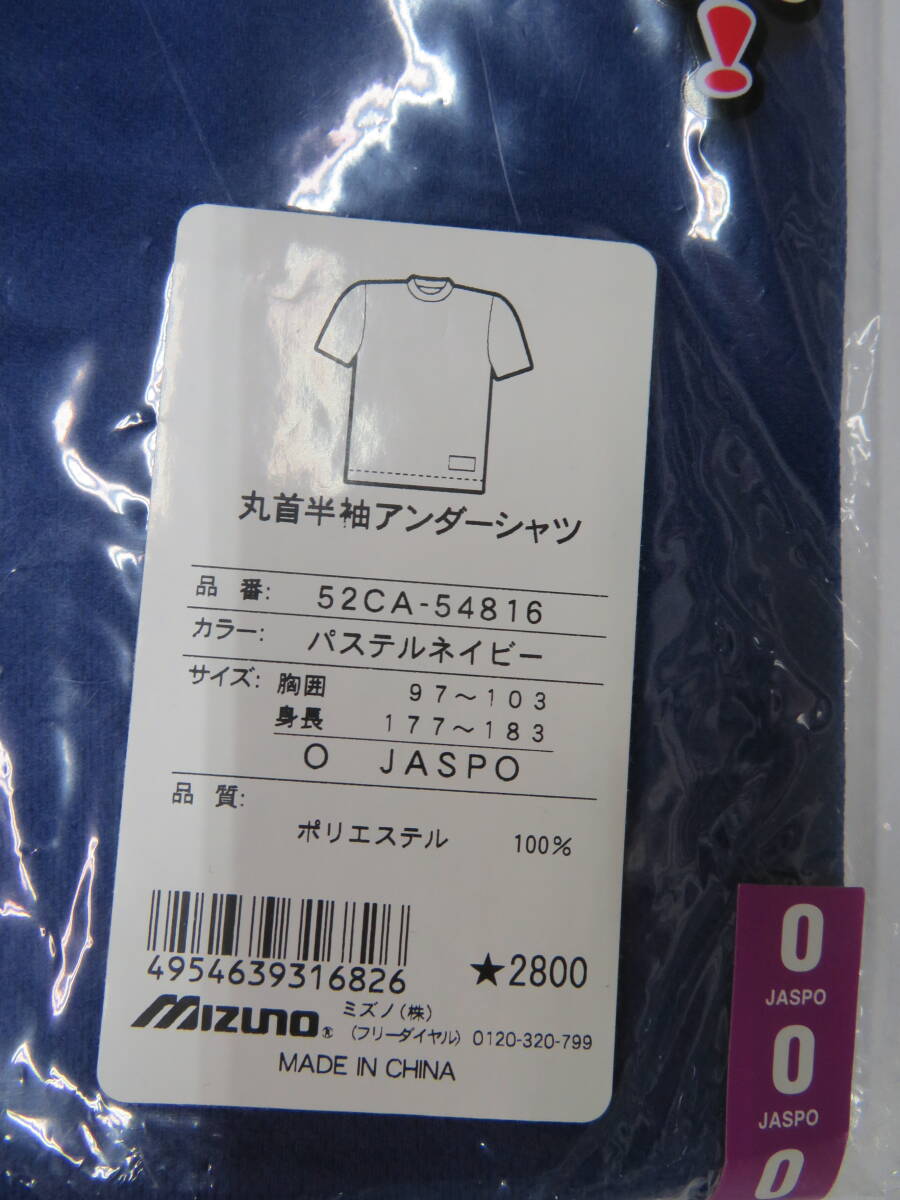 !
丸首半袖アンダーシャツ
品番: 52CA-54816
カラー: パステルネイビー
サイズ: 胸囲 97～103
身長 177～183
O JASPO
品質:
ポリエステル 100%
4954639316826 ★2800
MIZUNO® ミズノ(株)
(フリーダイヤル) 0120-320-799
MADE IN CHINA
O
JASPO
O
JASPO
O